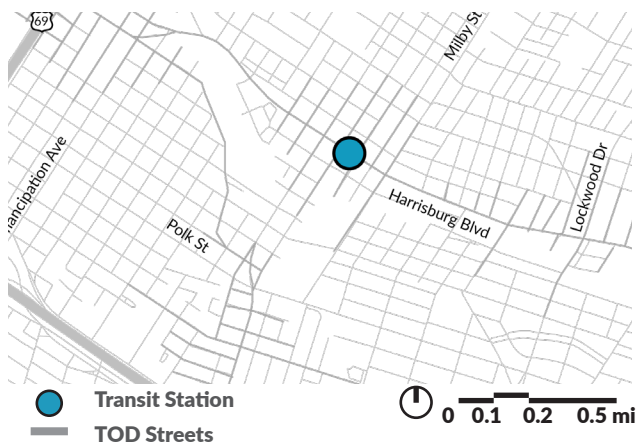 69
Milby St
ancipation Ave
Lockwood Dr
Harrisburg Blvd
Polk St
Transit Station
TOD Streets
0 0.1 0.2 0.5 mi